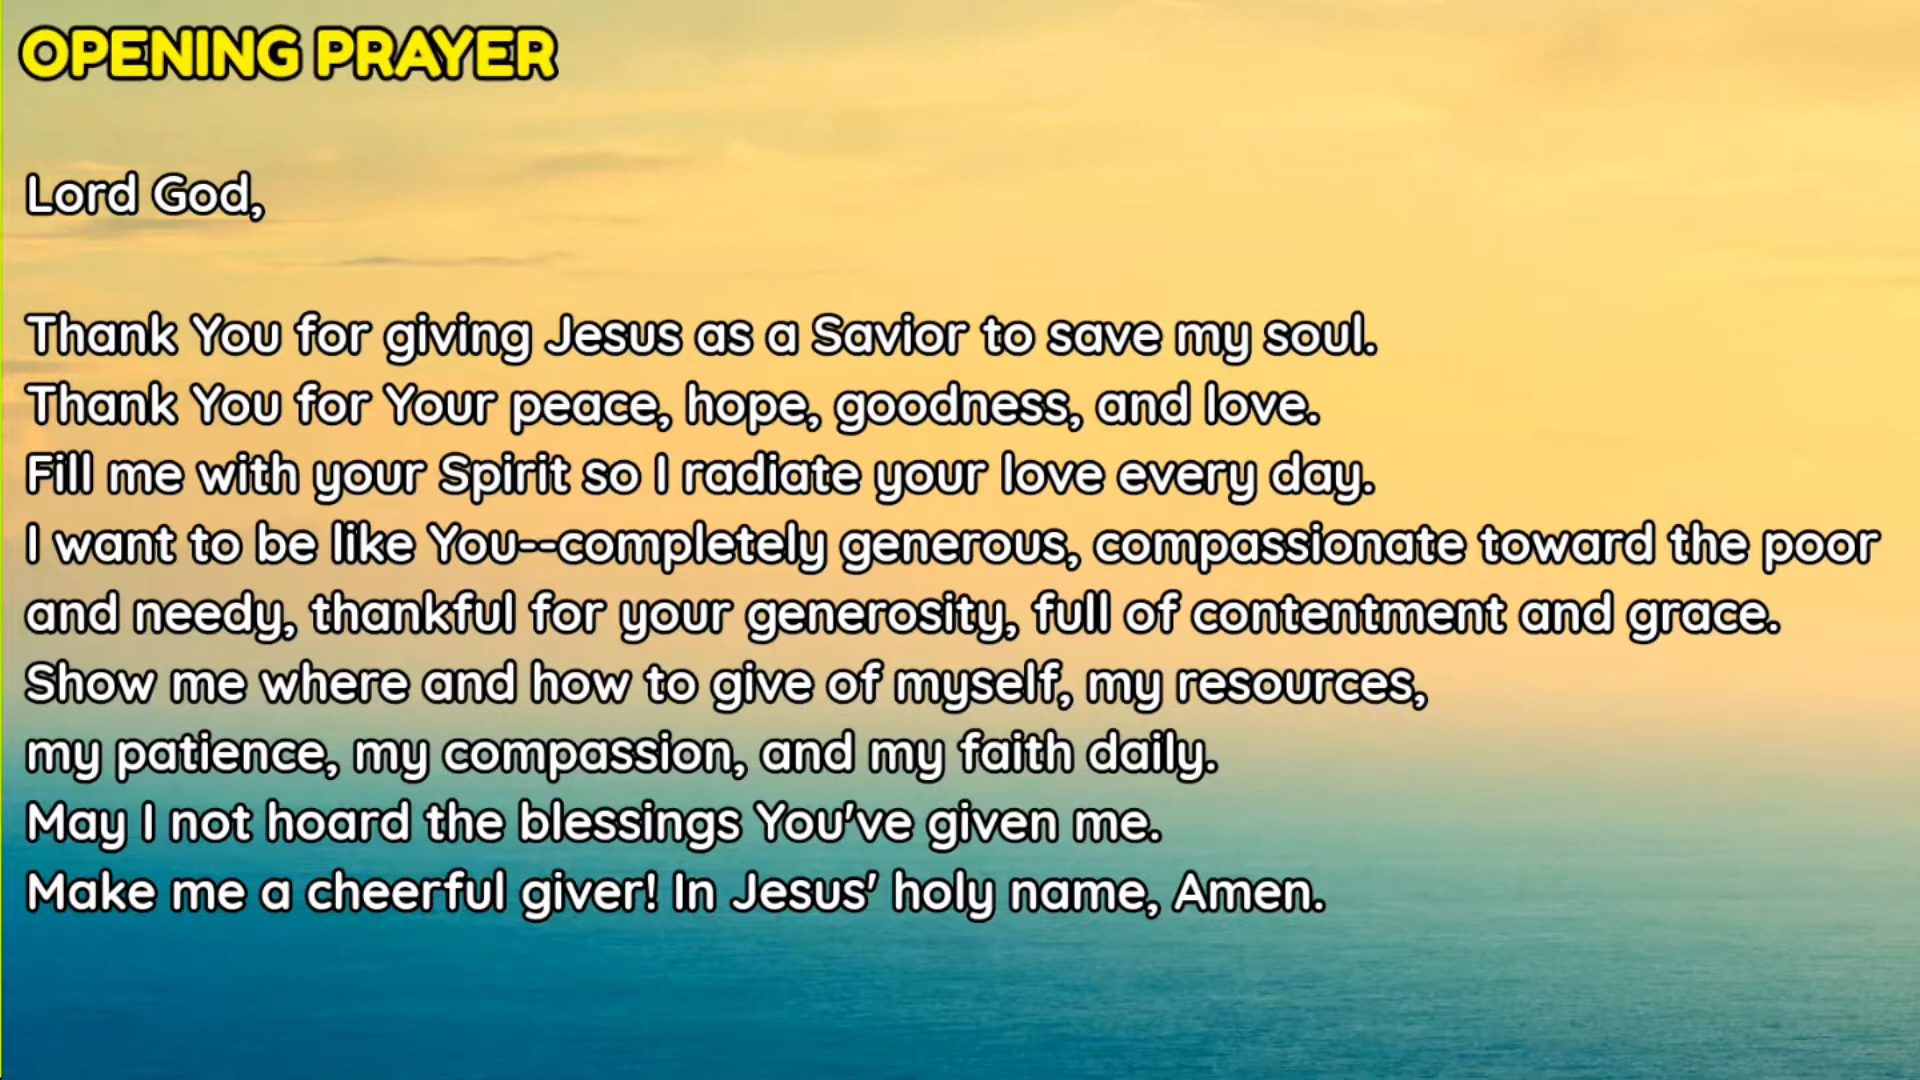 OPENING PRAYER
Lord God,
Thank You for giving Jesus as a Savior to save my soul.
Thank You for Your peace, hope, goodness, and love.
Fill me with your Spirit so I radiate your love every day.
I want to be like You--completely generous, compassionate toward the poor
and needy, thankful for your generosity, full of contentment and grace.
Show me where and how to give of myself, my resources,
my patience, my compassion, and my faith daily.
May I not hoard the blessings You've given me.
Make me a cheerful giver! In Jesus' holy name, Amen.